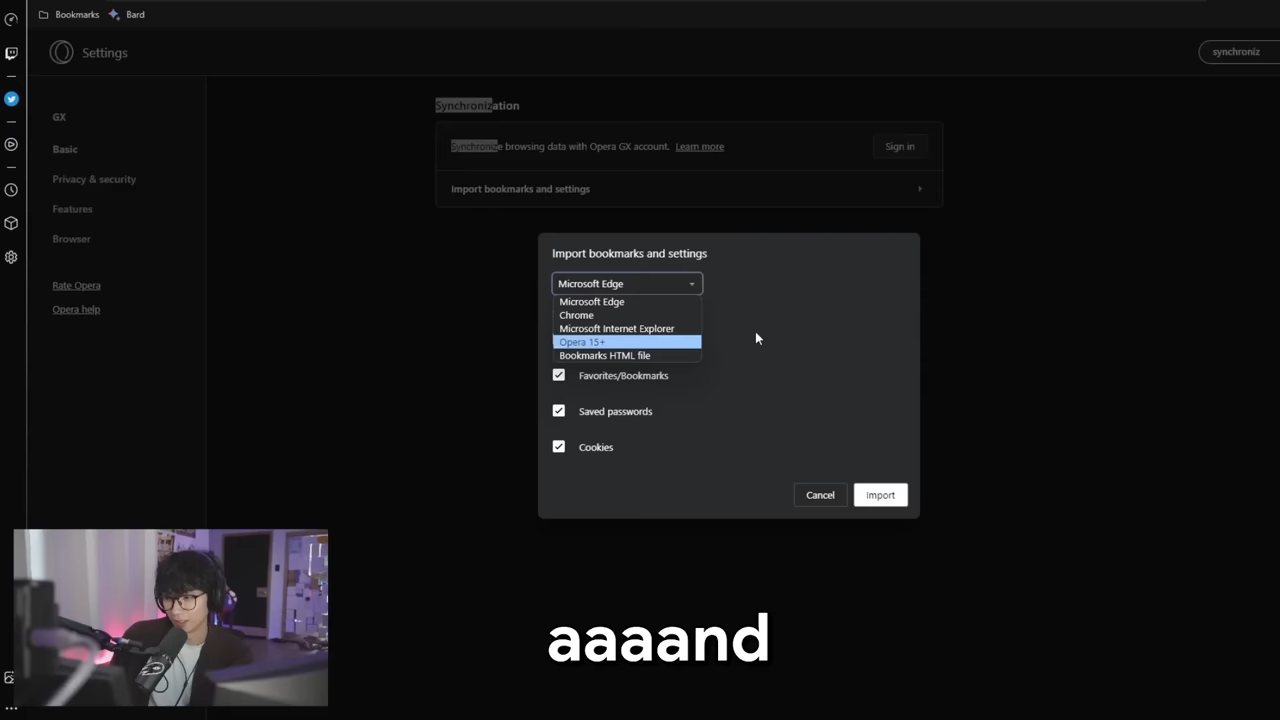 Bookmarks Bard
Settings
synchroniz
GX
Basic
Privacy & security
Features
Browser
Rate Opera
Opera help
Synchronization
Synchronize browsing data with Opera GX account. Learn more
Sign in
Import bookmarks and settings
Import bookmarks and settings
Microsoft Edge
Microsoft Edge
Chrome
Microsoft Internet Explorer
Opera 15+
Bookmarks HTML file
Favorites/Bookmarks
Saved passwords
Cookies
Cancel Import
aaaand